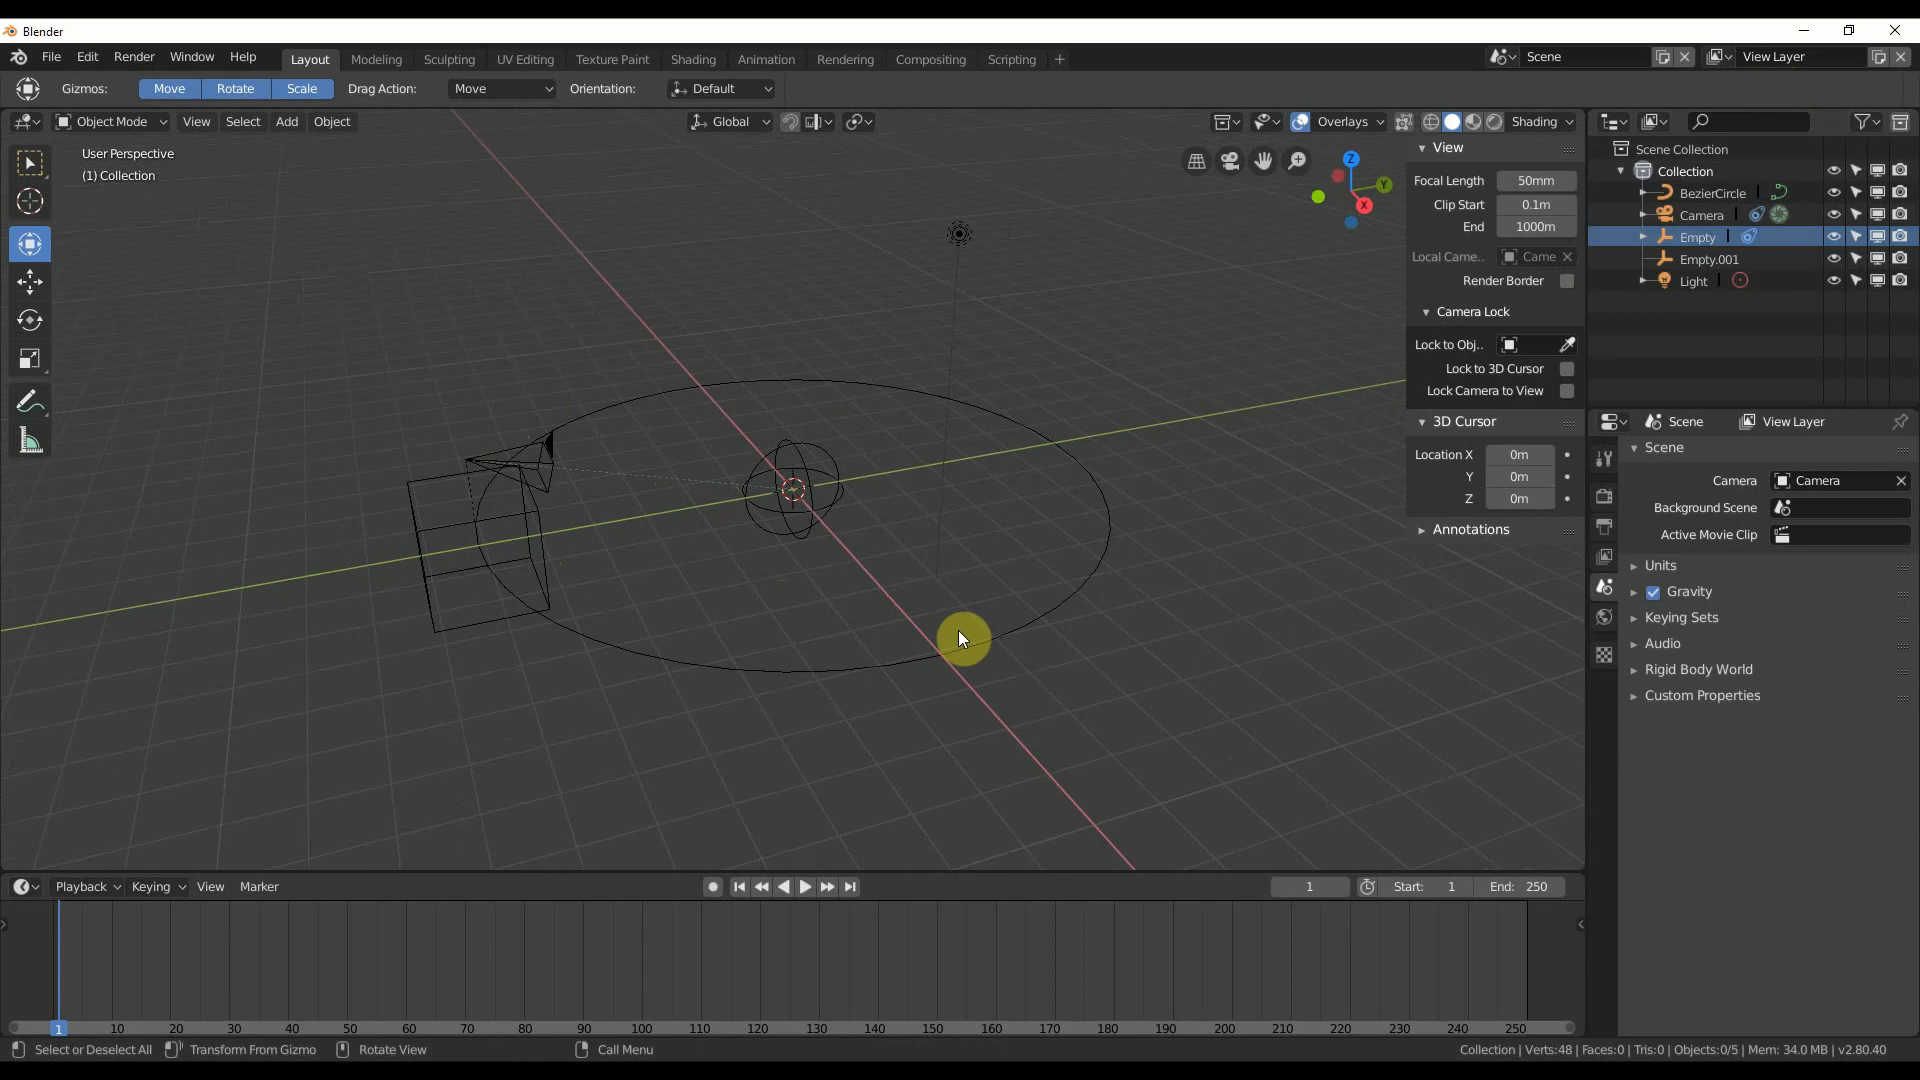 Blender
File Edit Render Window Help Layout Modeling Sculpting UV Editing Texture Paint Shading Animation Rendering Compositing Scripting + Scene View Layer
Gizmos: Move Rotate Scale Drag Action: Move Orientation: Default
Object Mode View Select Add Object Global Overlays Shading
User Perspective
(1) Collection
Z
Y
X
View
Focal Length 50mm
Clip Start 0.1m
End 1000m
Local Came.. Came
Render Border
Camera Lock
Lock to Obj..
Lock to 3D Cursor
Lock Camera to View
3D Cursor
Location X 0m
Y 0m
Z 0m
Annotations
Scene Collection
Collection
BezierCircle
Camera
Empty
Empty.001
Light
Scene View Layer
Scene
Camera Camera
Background Scene
Active Movie Clip
Units
Gravity
Keying Sets
Audio
Rigid Body World
Custom Properties
Playback Keying View Marker 1 Start: 1 End: 250
1 10 20 30 40 50 60 70 80 90 100 110 120 130 140 150 160 170 180 190 200 210 220 230 240 250
Select or Deselect All Transform From Gizmo Rotate View Call Menu Collection | Verts:48 | Faces:0 | Tris:0 | Objects:0/5 | Mem: 34.0 MB | v2.80.40